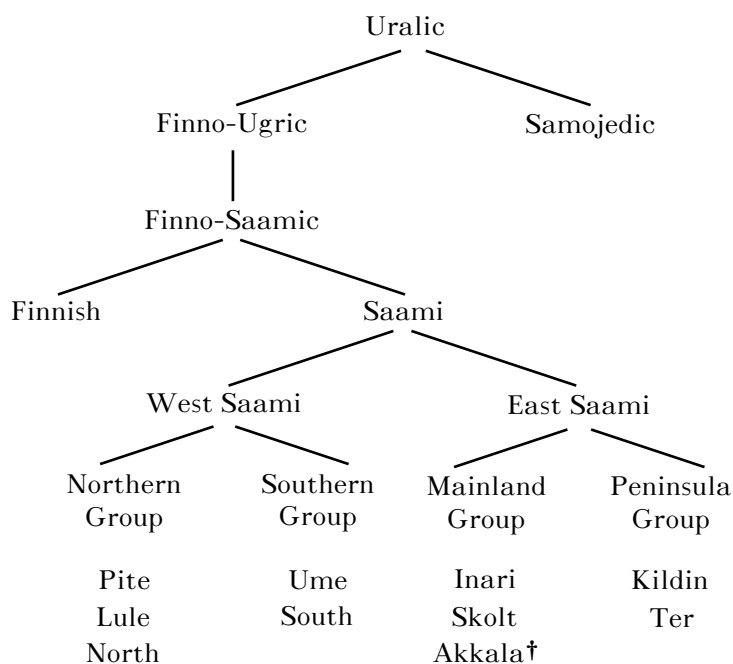 Uralic
Finno-Ugric Samojedic
Finno-Saamic
Finnish Saami
West Saami East Saami
Northern Southern Mainland Peninsula
Group Group Group Group
Pite Ume Inari Kildin
Lule South Skolt Ter
North Akkala†